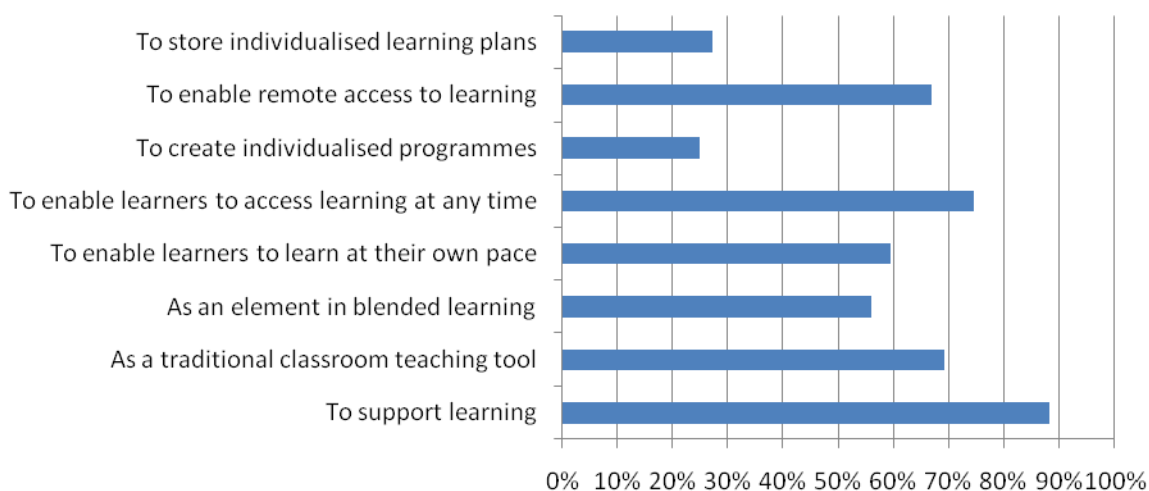 To store individualised learning plans
To enable remote access to learning
To create individualised programmes
To enable learners to access learning at any time
To enable learners to learn at their own pace
As an element in blended learning
As a traditional classroom teaching tool
To support learning
0% 10% 20% 30% 40% 50% 60% 70% 80% 90% 100%